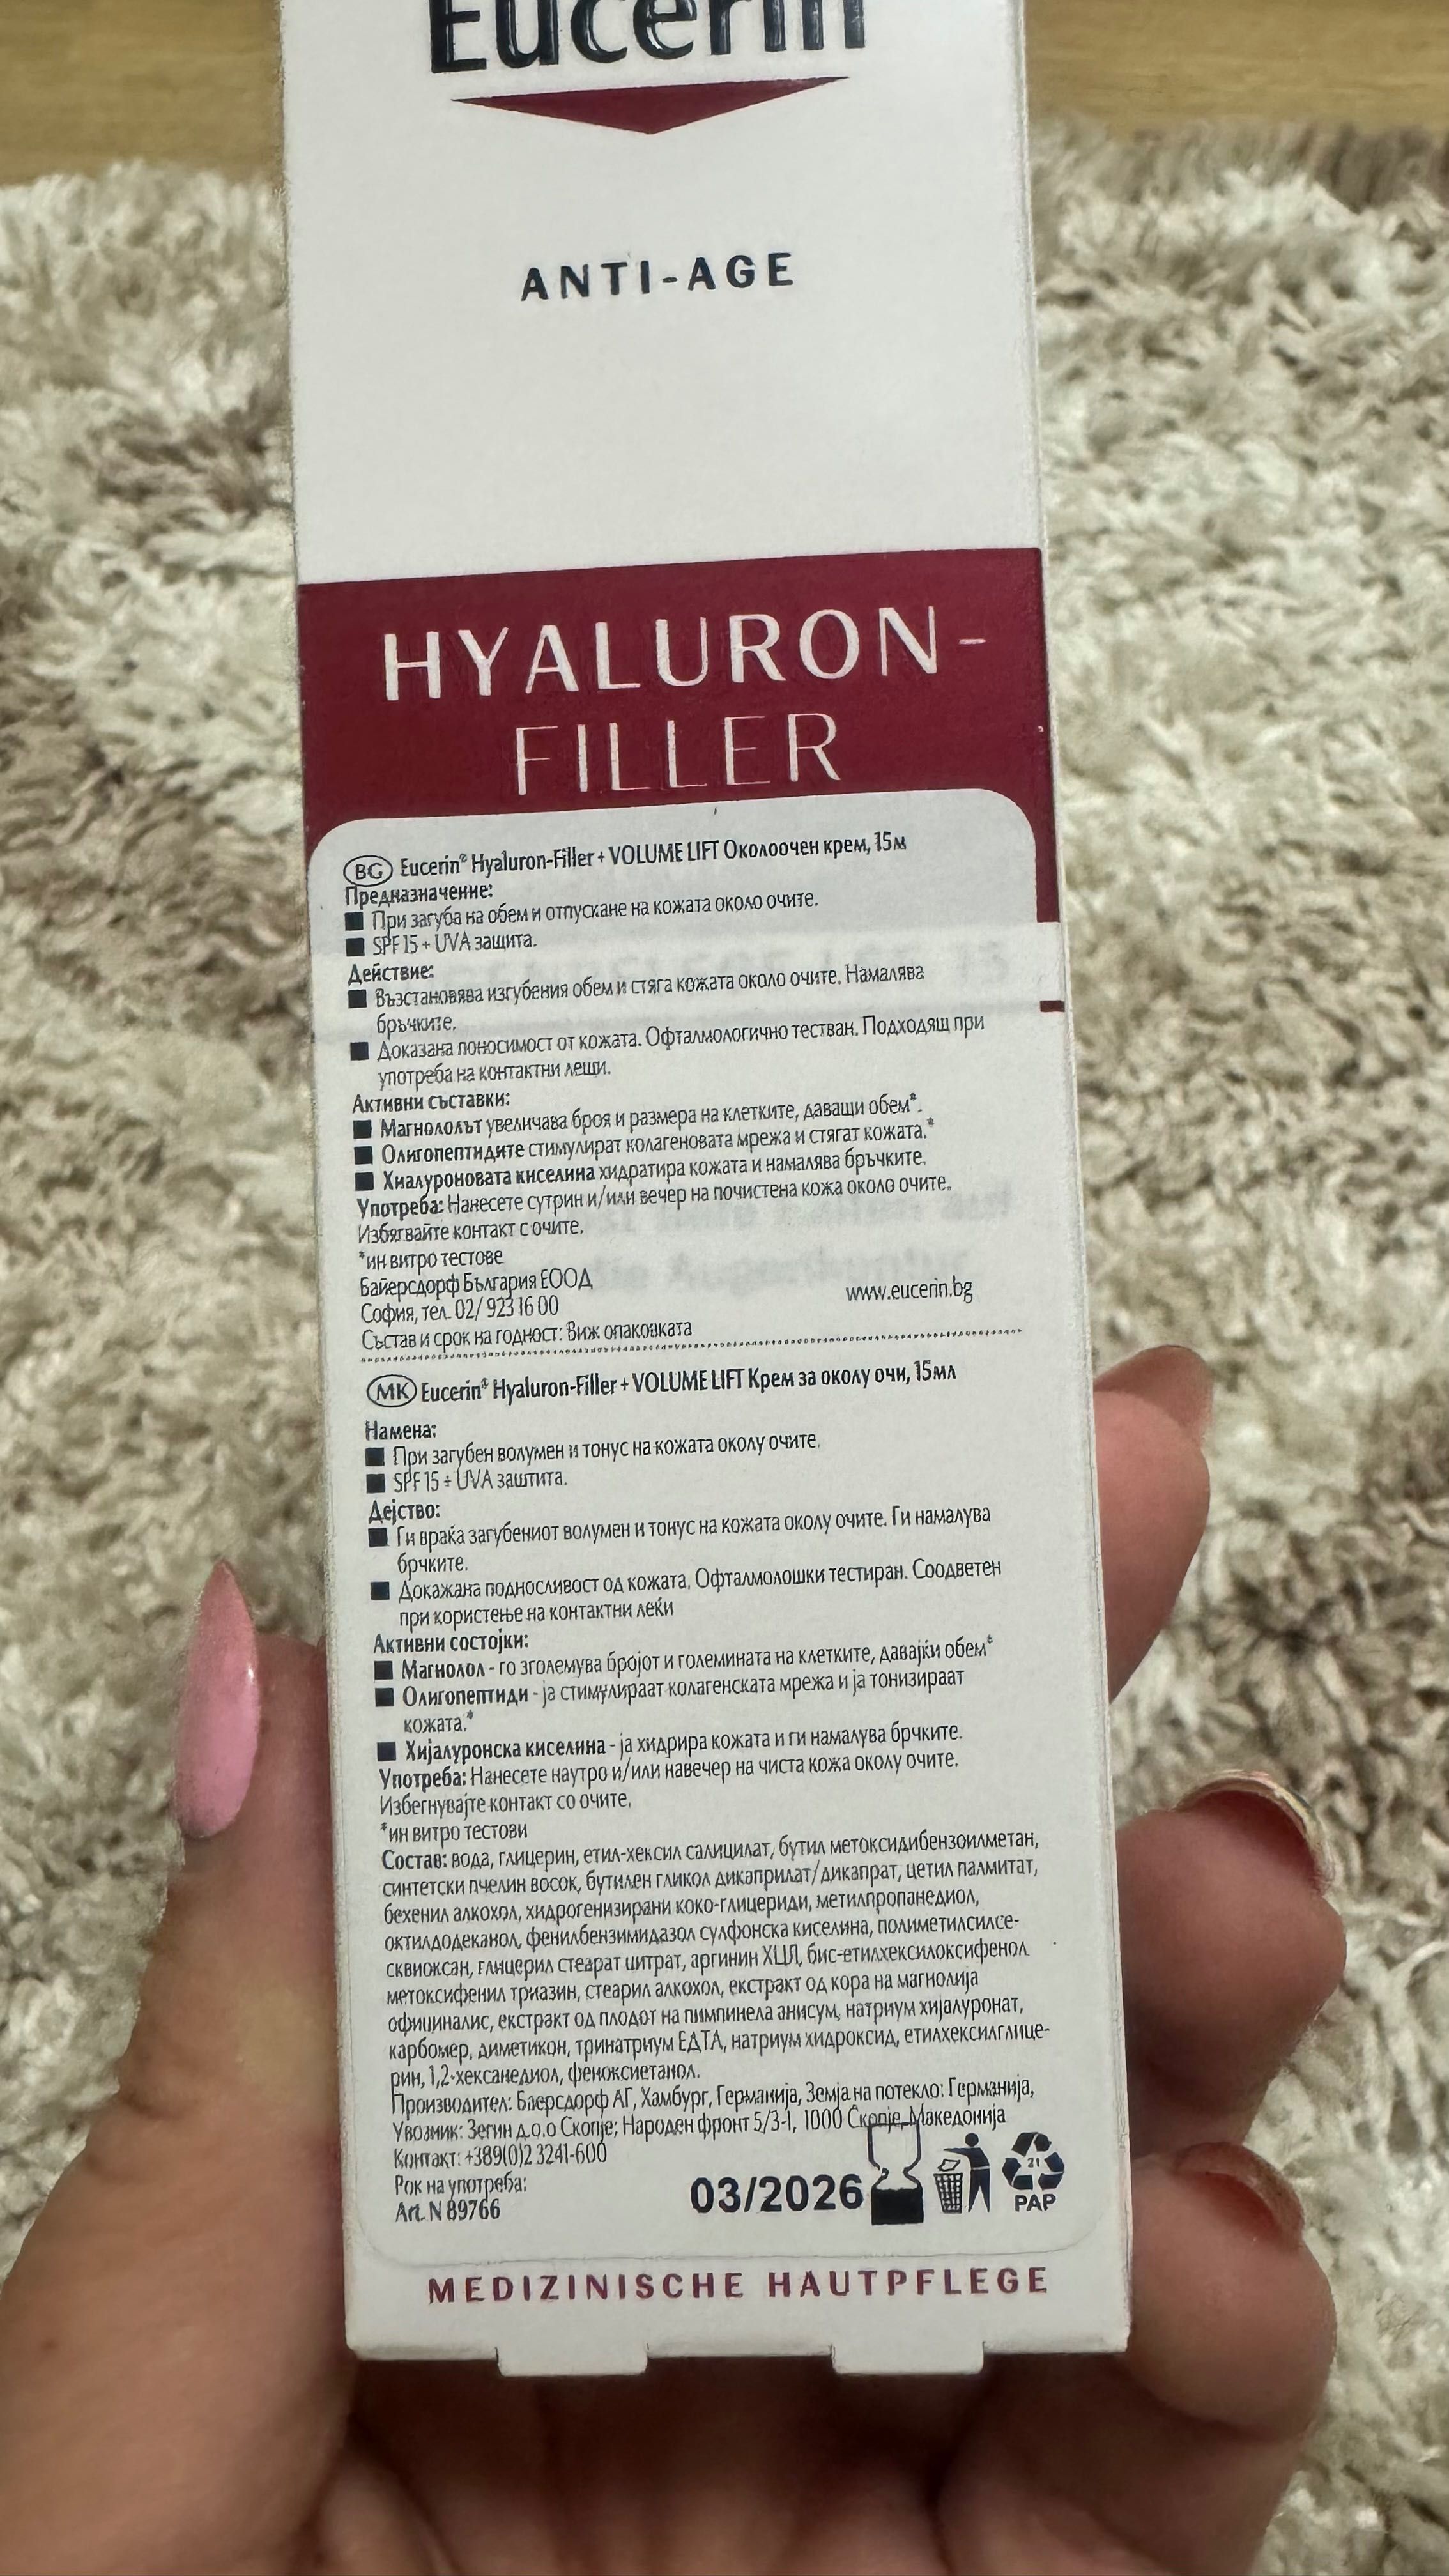 Eucerin
ANTI-AGE
HYALURON-
FILLER
BG Eucerin® Hyaluron-Filler + VOLUME LIFT Околоочен крем, 15м
Предназначение:
■ При загуба на обем и отпускане на кожата около очите.
■ SPF 15 + UVA защита.
Действие:
■ Възстановява изгубения обем и стяга кожата около очите. Намалява
бръчките.
■ Доказана поносимост от кожата. Офталмологично тестван. Подходящ при
употреба на контактни лещи.
Активни съставки:
■ Магнололът увеличава броя и размера на клетките, даващи обем*.
■ Олигопептидите стимулират колагеновата мрежа и стягат кожата.*
■ Хиалуроновата киселина хидратира кожата и намалява бръчките.
Употреба: Нанесете сутрин и/или вечер на почистена кожа около очите.
Избягвайте контакт с очите.
*ин витро тестове
Байерсдорф България ЕООД
София, тел. 02/ 923 16 00 www.eucerin.bg
Състав и срок на годност: Виж опаковката
MK Eucerin® Hyaluron-Filler + VOLUME LIFT Крем за околу очи, 15мл
Намена:
■ При загубен волумен и тонус на кожата околу очите.
■ SPF 15 + UVA заштита.
Дејство:
■ Ги враќа загубениот волумен и тонус на кожата околу очите. Ги намалува
брчките.
■ Докажана подносливост од кожата. Офталмолошки тестиран. Соодветен
при користење на контактни леќи
Активни состојки:
■ Магнолол - го зголемува бројот и големината на клетките, давајќи обем*
■ Олигопептиди - ја стимулираат колагенската мрежа и ја тонизираат
кожата.*
■ Хијалуронска киселина - ја хидрира кожата и ги намалува брчките.
Употреба: Нанесете наутро и/или навечер на чиста кожа околу очите.
Избегнувајте контакт со очите.
*ин витро тестови
Состав: вода, глицерин, етил-хексил салицилат, бутил метоксидибензоилметан,
синтетски пчелин восок, бутилен гликол дикаприлат/дикапрат, цетил палмитат,
бехенил алкохол, хидрогенизирани коко-глицериди, метилпропанедиол,
октилдодеканол, фенилбензимидазол сулфонска киселина, полиметилсилсе-
сквиоксан, глицерил стеарат цитрат, аргинин ХЦЛ, бис-етилхексилоксифенол
метоксифенил триазин, стеарил алкохол, екстракт од кора на магнолија
официналис, екстракт од плодот на пимпинела анисум, натриум хијалуронат,
карбомер, диметикон, тринатриум ЕДТА, натриум хидроксид, етилхексилглице-
рин, 1,2-хексанедиол, феноксиетанол.
Производител: Баерсдорф АГ, Хамбург, Германија, Земја на потекло: Германија,
Увозник: Зегин д.о.о Скопје; Народен фронт 5/3-1, 1000 Скопје, Македонија
Контакт: +389(0)2 3241-600
Рок на употреба:
Art. N 89766
03/2026
21
PAP
MEDIZINISCHE HAUTPFLEGE